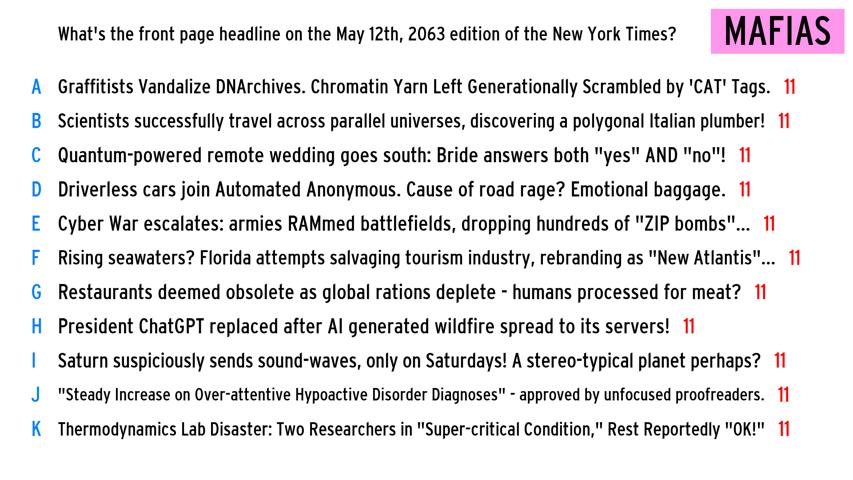 What's the front page headline on the May 12th, 2063 edition of the New York Times?
MAFIAS
A Graffitists Vandalize DNArchives. Chromatin Yarn Left Generationally Scrambled by 'CAT' Tags. 11
B Scientists successfully travel across parallel universes, discovering a polygonal Italian plumber! 11
C Quantum-powered remote wedding goes south: Bride answers both "yes" AND "no"! 11
D Driverless cars join Automated Anonymous. Cause of road rage? Emotional baggage. 11
E Cyber War escalates: armies RAMmed battlefields, dropping hundreds of "ZIP bombs"... 11
F Rising seawaters? Florida attempts salvaging tourism industry, rebranding as "New Atlantis"... 11
G Restaurants deemed obsolete as global rations deplete - humans processed for meat? 11
H President ChatGPT replaced after AI generated wildfire spread to its servers! 11
I Saturn suspiciously sends sound-waves, only on Saturdays! A stereo-typical planet perhaps? 11
J "Steady Increase on Over-attentive Hypoactive Disorder Diagnoses" - approved by unfocused proofreaders. 11
K Thermodynamics Lab Disaster: Two Researchers in "Super-critical Condition," Rest Reportedly "OK!" 11